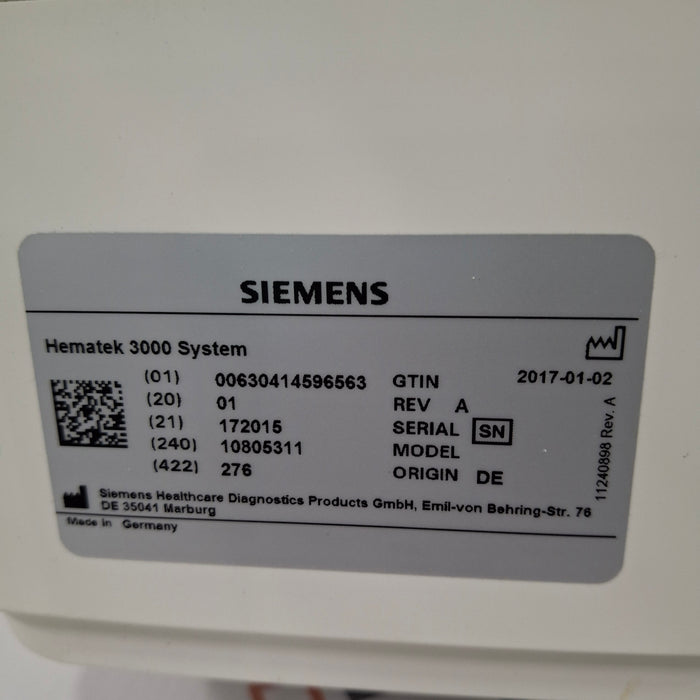 SIEMENS
Hematek 3000 System
2017-01-02
(01) 00630414596563 GTIN
(20) 01 REV A
(21) 172015 SERIAL SN
(240) 10805311 MODEL
(422) 276 ORIGIN DE
11240898 Rev. A
Siemens Healthcare Diagnostics Products GmbH, Emil-von Behring-Str. 76
DE 35041 Marburg
Made in Germany